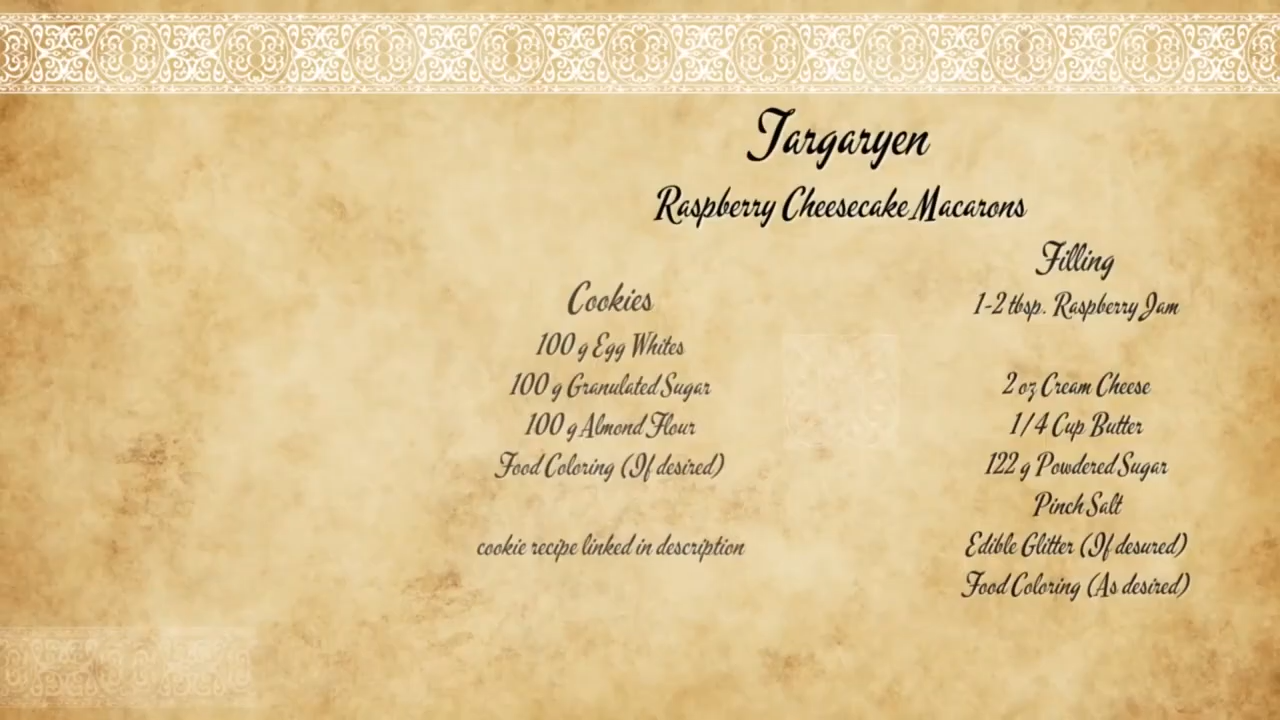 Targaryen
Raspberry Cheesecake Macarons
Cookies
100 g Egg Whites
100 g Granulated Sugar
100 g Almond Flour
Food Coloring (If desired)
cookie recipe linked in description
Filling
1-2 tbsp. Raspberry Jam
2 oz Cream Cheese
1/4 Cup Butter
122 g Powdered Sugar
Pinch Salt
Edible Glitter (If desured)
Food Coloring (As desired)